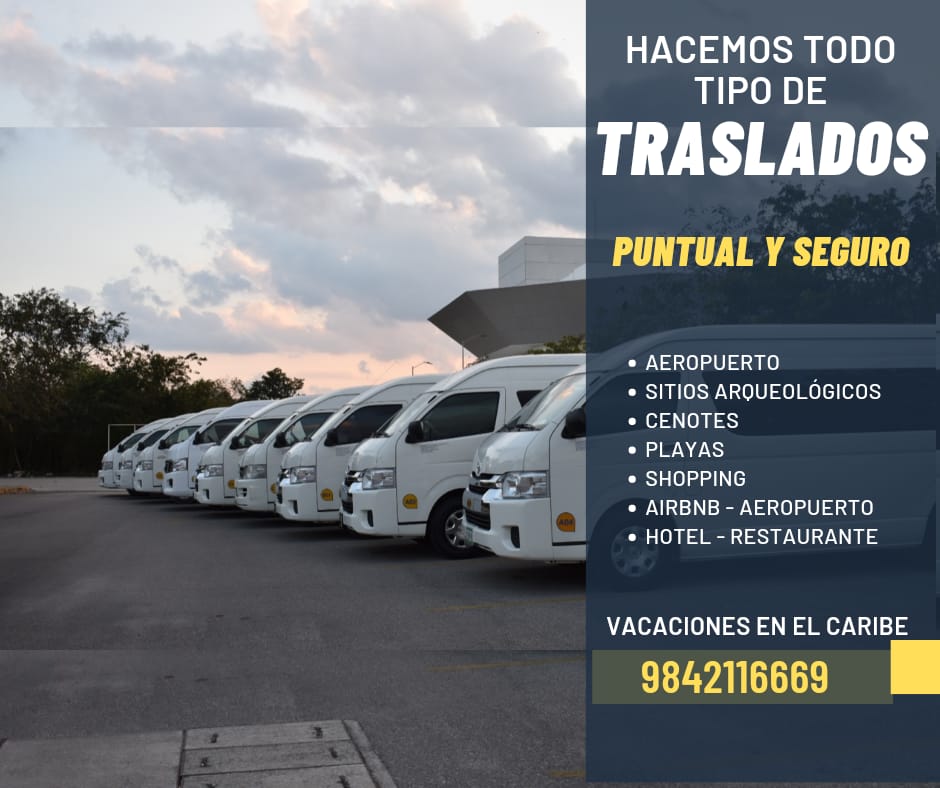 HACEMOS TODO
TIPO DE
TRASLADOS
PUNTUAL Y SEGURO
• AEROPUERTO
• SITIOS ARQUEOLÓGICOS
• CENOTES
• PLAYAS
• SHOPPING
• AIRBNB - AEROPUERTO
• HOTEL - RESTAURANTE
VACACIONES EN EL CARIBE
9842116669